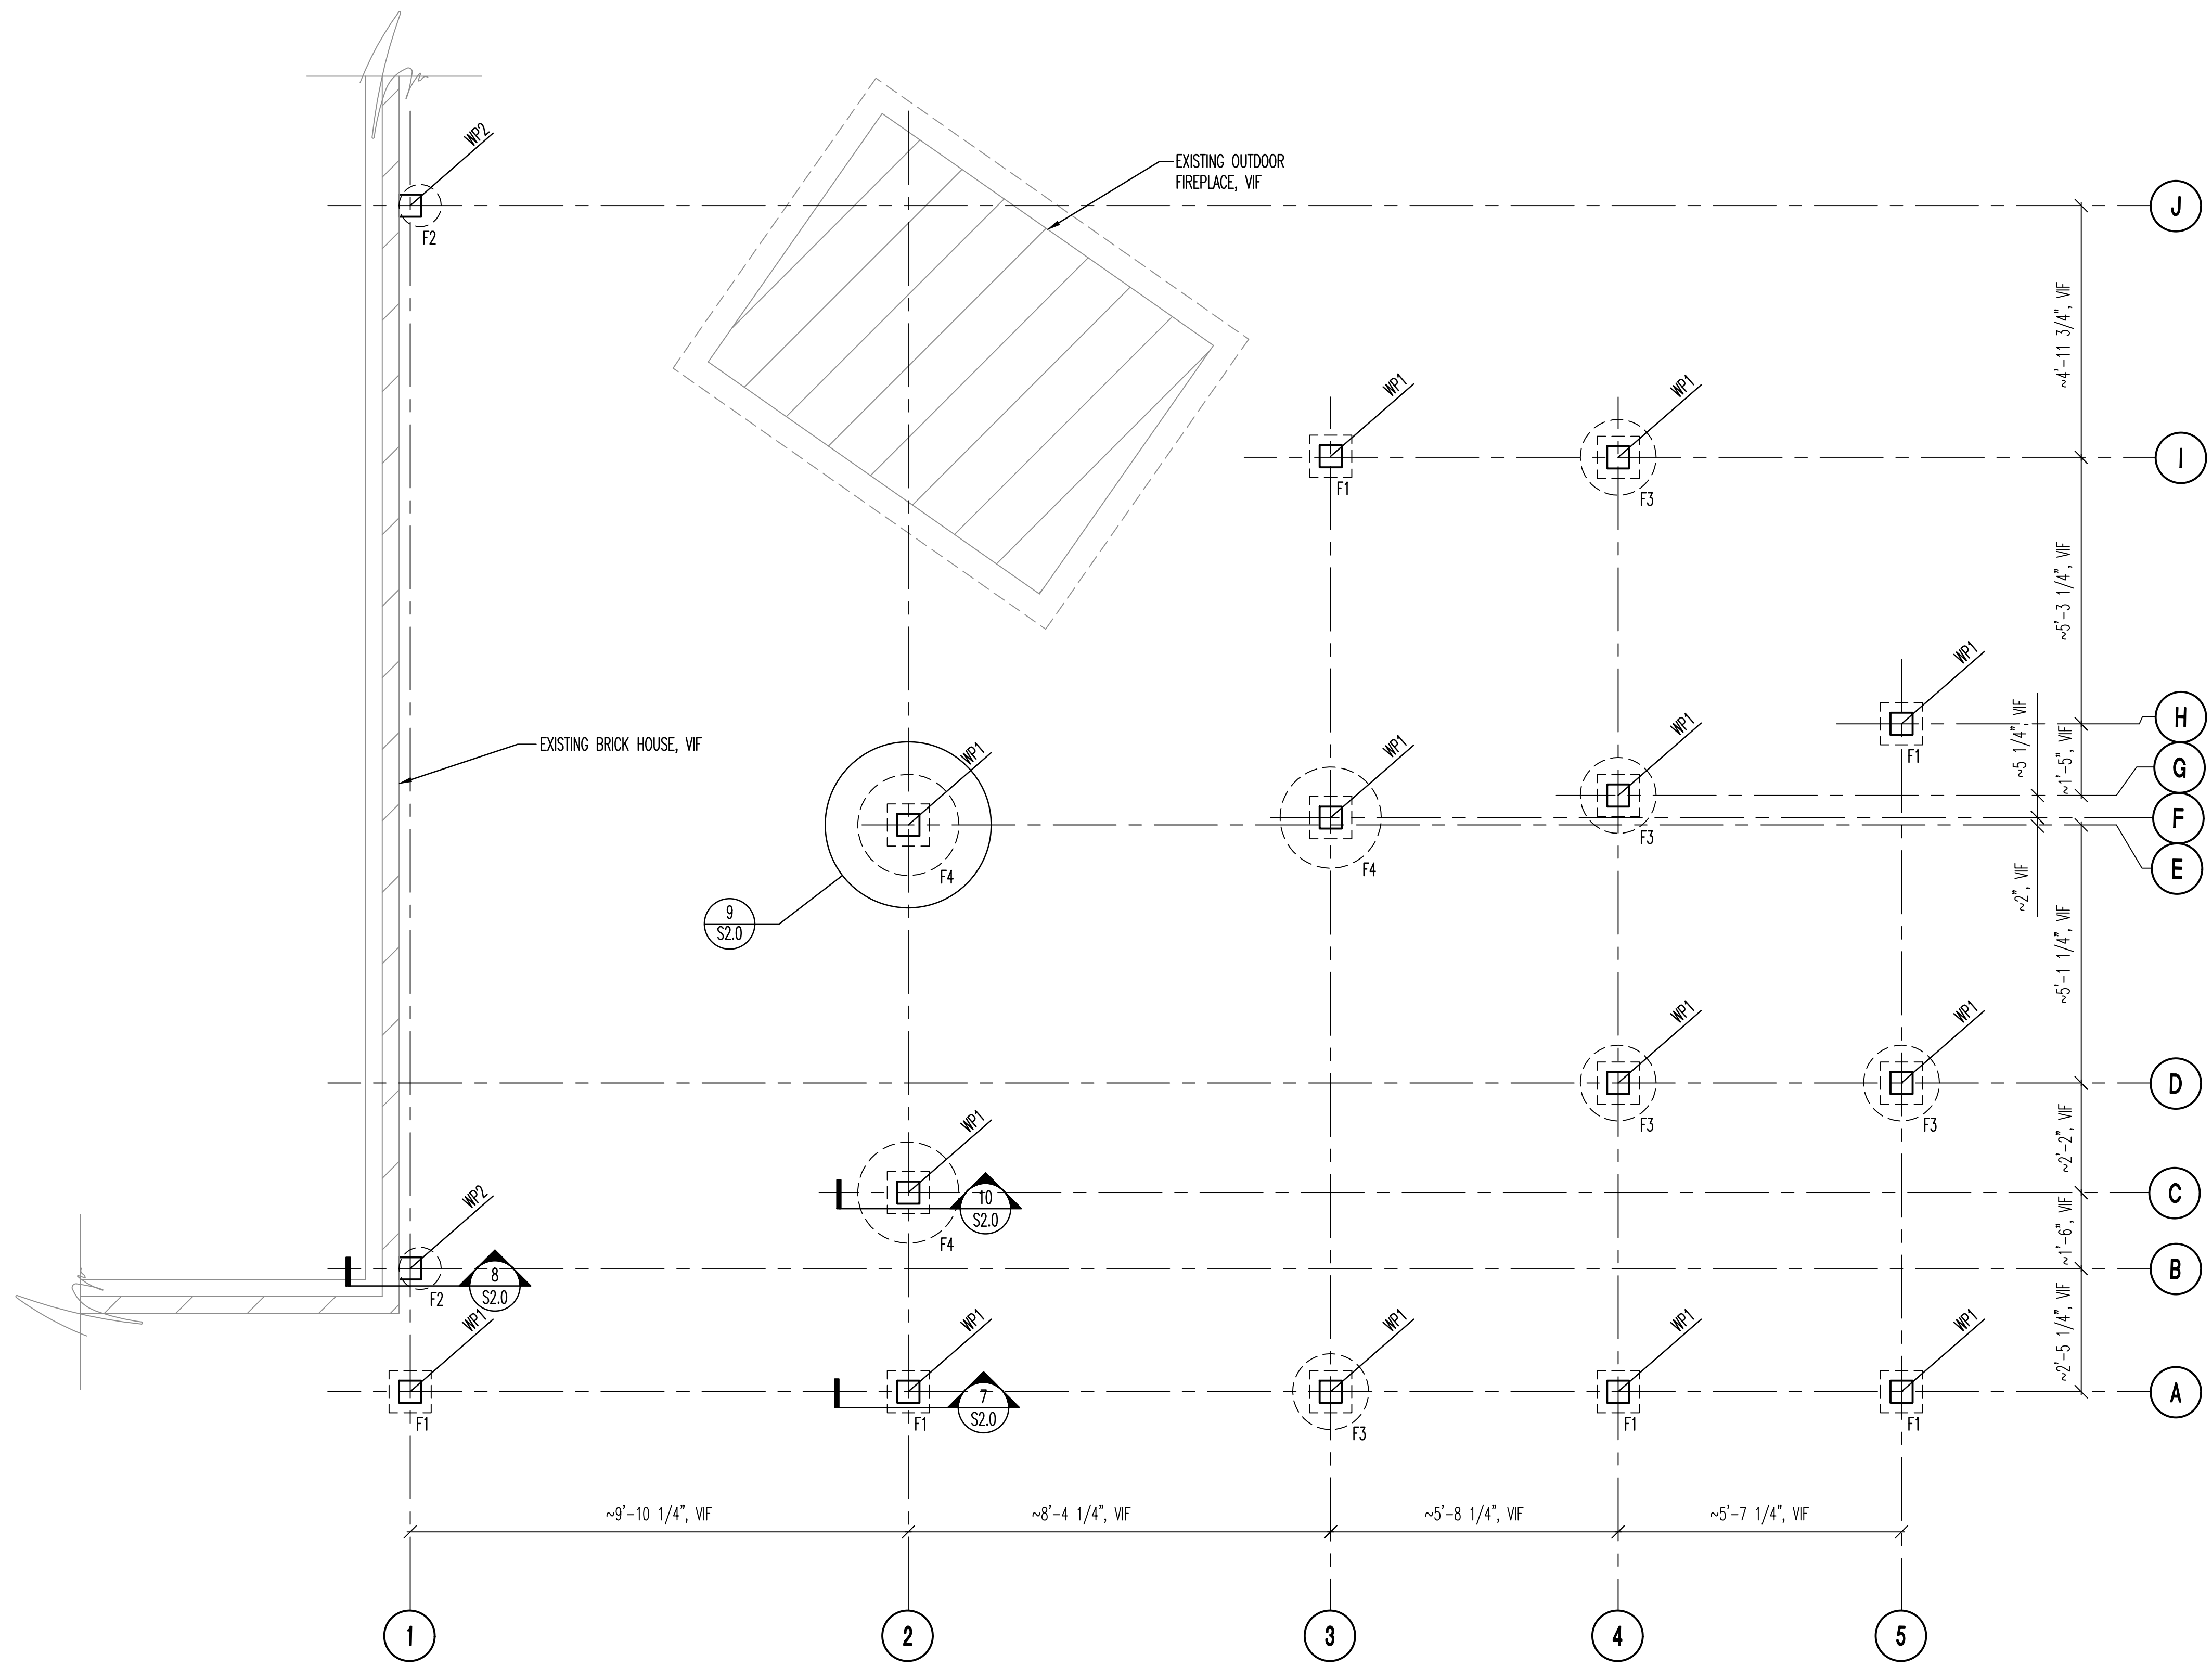 WP2
EXISTING OUTDOOR
FIREPLACE, VIF
J
F2
~4'-11 3/4", VIF
WP1
WP1
I
F1
F3
~5'-3 1/4", VIF
WP1
H
EXISTING BRICK HOUSE, VIF
WP1
WP1
WP1
~5 1/4", VIF
~1'-5", VIF
F1
G
F
F3
F4
F4
E
~2", VIF
9
S2.0
~5'-1 1/4", VIF
WP1
WP1
D
F3
F3
WP1
~2'-2", VIF
10
S2.0
C
WP2
F4
~1'-6", VIF
8
S2.0
B
F2
WP1
WP1
WP1
WP1
WP1
~2'-5 1/4", VIF
7
S2.0
A
F1
F1
F3
F1
F1
~9'-10 1/4", VIF
~8'-4 1/4", VIF
~5'-8 1/4", VIF
~5'-7 1/4", VIF
1
2
3
4
5